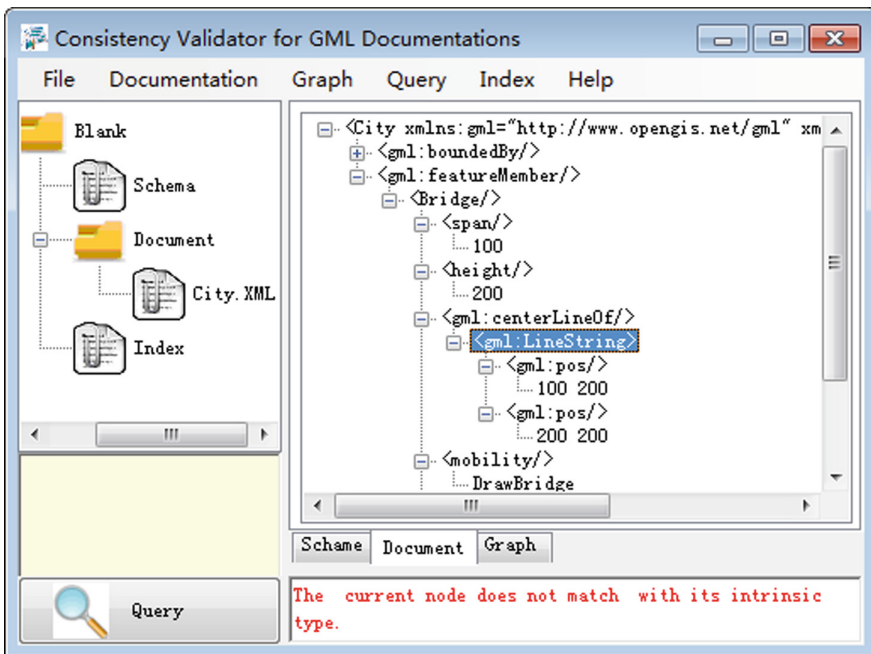 Consistency Validator for GML Documentations
File Documentation Graph Query Index Help
Blank
Schema
Document
City.XML
Index
<City xmlns:gml="http://www.opengis.net/gml" xm
<gml:boundedBy/>
<gml:featureMember/>
<Bridge/>
<span/>
100
<height/>
200
<gml:centerLineOf/>
<gml:LineString>
<gml:pos/>
100 200
<gml:pos/>
200 200
<mobility/>
DrawBridge
Schame Document Graph
Query
The current node does not match with its intrinsic
type.